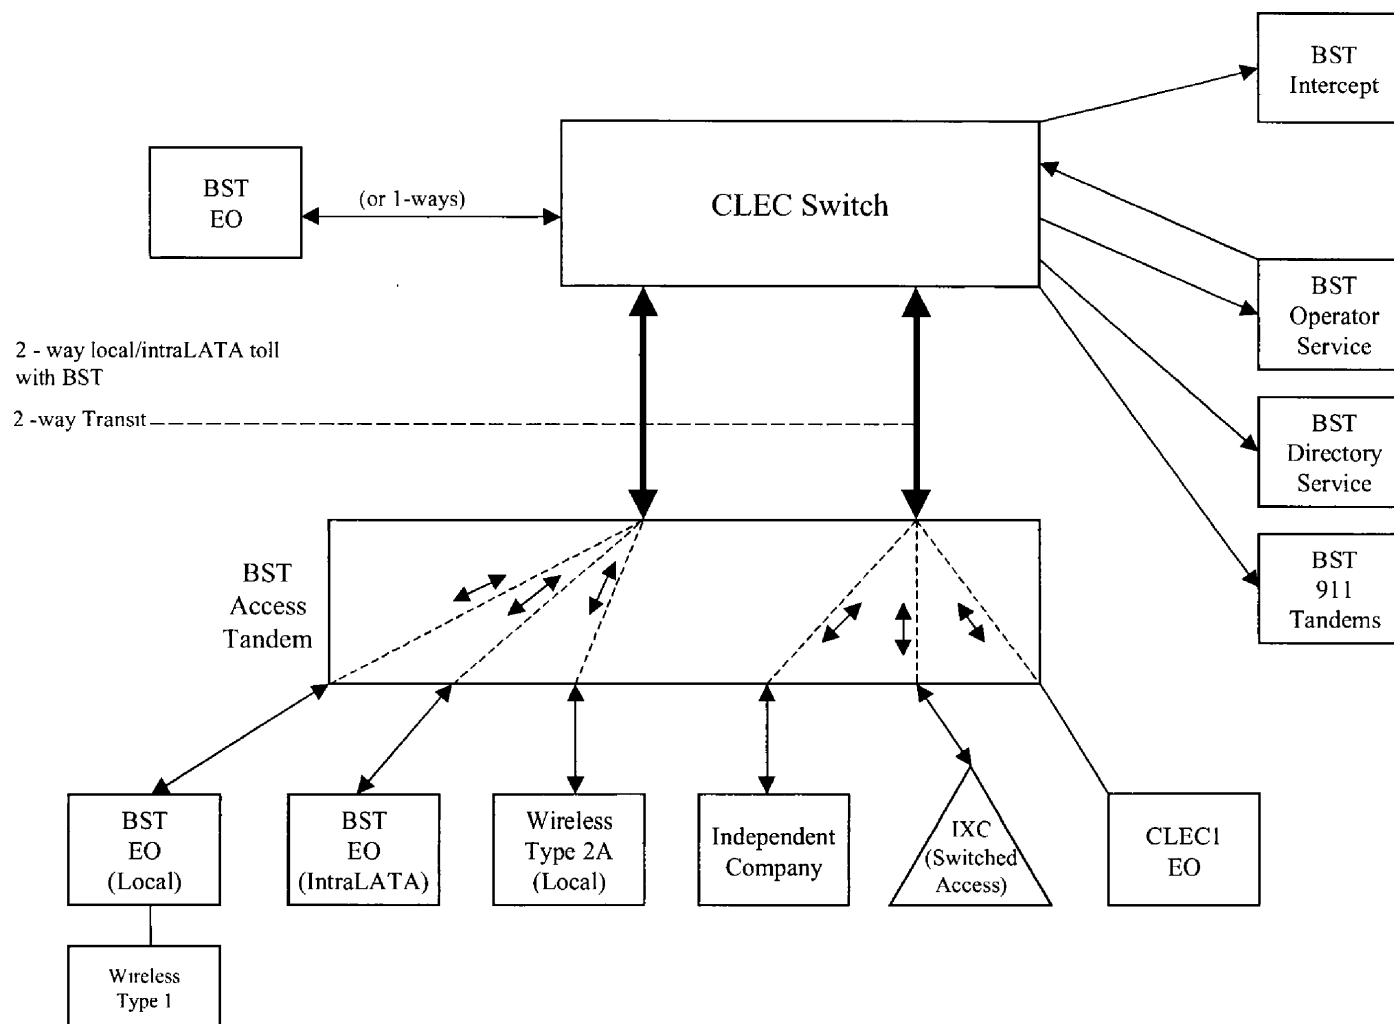 BST
Intercept
BST
EO
(or 1-ways)
CLEC Switch
BST
Operator
Service
2 - way local/intraLATA toll
with BST
2 -way Transit
BST
Directory
Service
BST
911
Tandems
BST
Access
Tandem
BST
EO
(Local)
BST
EO
(IntraLATA)
Wireless
Type 2A
(Local)
Independent
Company
IXC
(Switched
Access)
CLEC1
EO
Wireless
Type 1